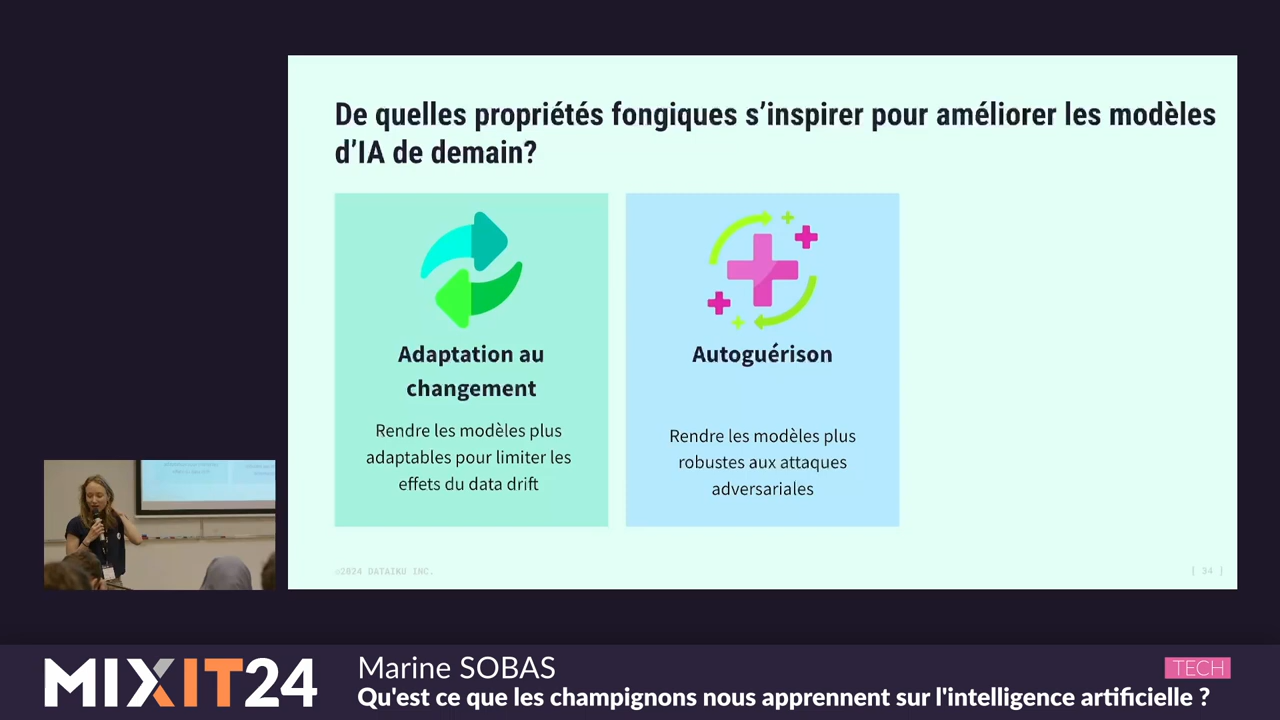 De quelles propriétés fongiques s’inspirer pour améliorer les modèles
d’IA de demain?
Adaptation au
changement
Rendre les modèles plus
adaptables pour limiter les
effets du data drift
Autoguérison
Rendre les modèles plus
robustes aux attaques
adversariales
©2024 DATAIKU INC.
[ 34 ]
MIXIT24
Marine SOBAS
TECH
Qu'est ce que les champignons nous apprennent sur l'intelligence artificielle ?